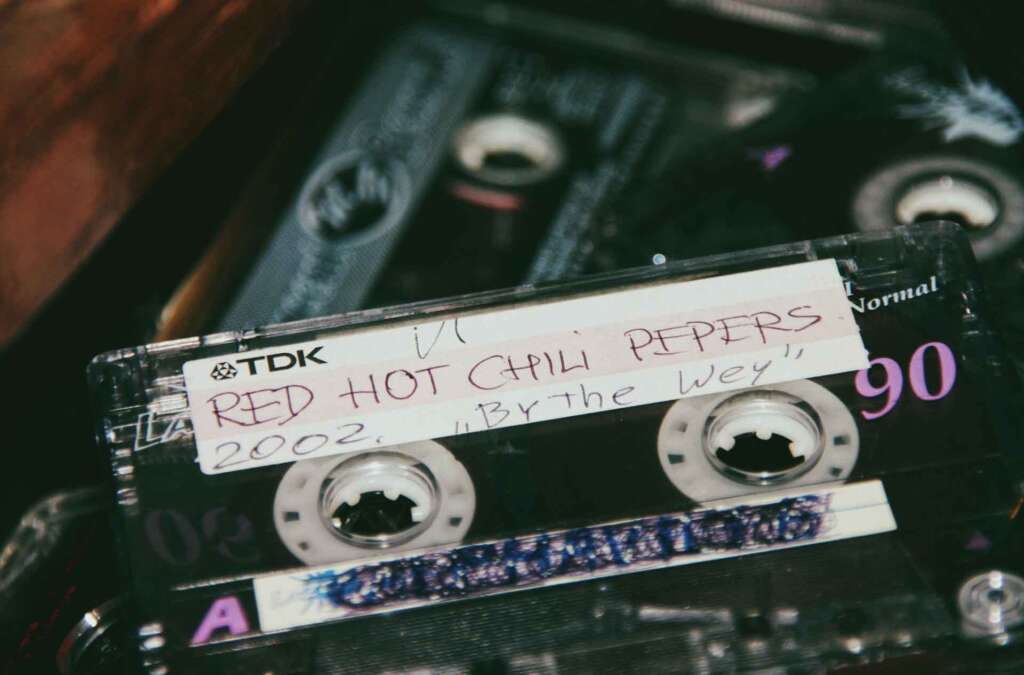 TDK
RED HOT CHILi PEPERS
2002. „By the Wey”
Normal
90
A